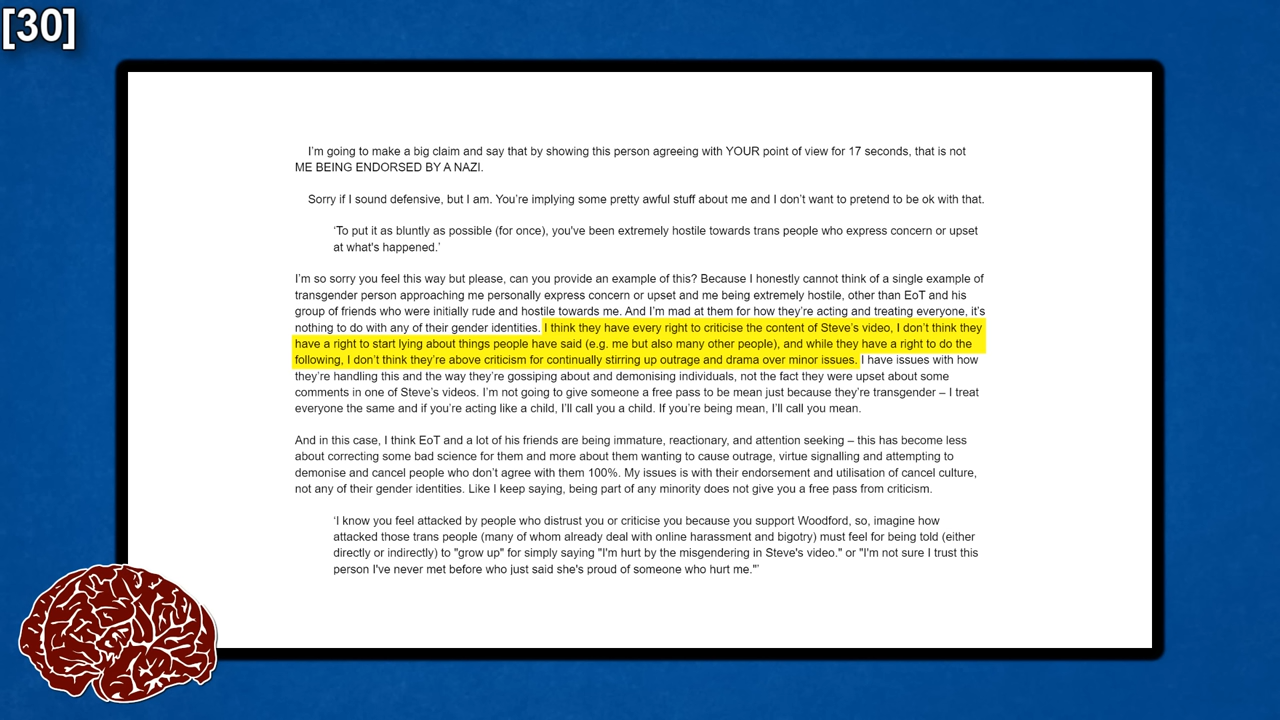 [30]
I'm going to make a big claim and say that by showing this person agreeing with YOUR point of view for 17 seconds, that is not
ME BEING ENDORSED BY A NAZI.
Sorry if I sound defensive, but I am. You're implying some pretty awful stuff about me and I don't want to pretend to be ok with that.
'To put it as bluntly as possible (for once), you've been extremely hostile towards trans people who express concern or upset
at what's happened.'
I'm so sorry you feel this way but please, can you provide an example of this? Because I honestly cannot think of a single example of
transgender person approaching me personally express concern or upset and me being extremely hostile, other than EoT and his
group of friends who were initially rude and hostile towards me. And I'm mad at them for how they're acting and treating everyone, it's
nothing to do with any of their gender identities. I think they have every right to criticise the content of Steve's video, I don't think they
have a right to start lying about things people have said (e.g. me but also many other people), and while they have a right to do the
following, I don't think they're above criticism for continually stirring up outrage and drama over minor issues. I have issues with how
they're handling this and the way they're gossiping about and demonising individuals, not the fact they were upset about some
comments in one of Steve's videos. I'm not going to give someone a free pass to be mean just because they're transgender – I treat
everyone the same and if you're acting like a child, I'll call you a child. If you're being mean, I'll call you mean.
And in this case, I think EoT and a lot of his friends are being immature, reactionary, and attention seeking – this has become less
about correcting some bad science for them and more about them wanting to cause outrage, virtue signalling and attempting to
demonise and cancel people who don't agree with them 100%. My issues is with their endorsement and utilisation of cancel culture,
not any of their gender identities. Like I keep saying, being part of any minority does not give you a free pass from criticism.
'I know you feel attacked by people who distrust you or criticise you because you support Woodford, so, imagine how
attacked those trans people (many of whom already deal with online harassment and bigotry) must feel for being told (either
directly or indirectly) to "grow up" for simply saying "I'm hurt by the misgendering in Steve's video." or "I'm not sure I trust this
person I've never met before who just said she's proud of someone who hurt me."'